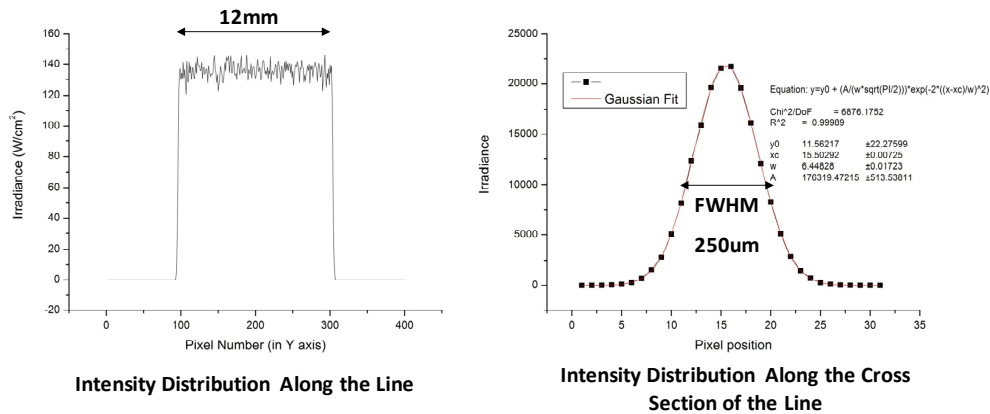 12mm
160
140
120
100
80
60
40
20
0
-20
Irradiance (W/cm²)
0
100
200
300
400
Pixel Number (in Y axis)
Intensity Distribution Along the Line
25000
20000
15000
10000
5000
0
Irradiance
Gaussian Fit
Equation: y=y0 + (A/(w*sqrt(PI/2)))*exp(-2*((x-xc)/w)^2)
Chi^2/DoF = 6876.1752
R^2 = 0.99989
y0 11.56217 ±22.27599
xc 15.50292 ±0.00725
w 6.44828 ±0.01723
A 176319.47215 ±513.53811
FWHM
250um
0
5
10
15
20
25
30
35
Pixel position
Intensity Distribution Along the Cross
Section of the Line